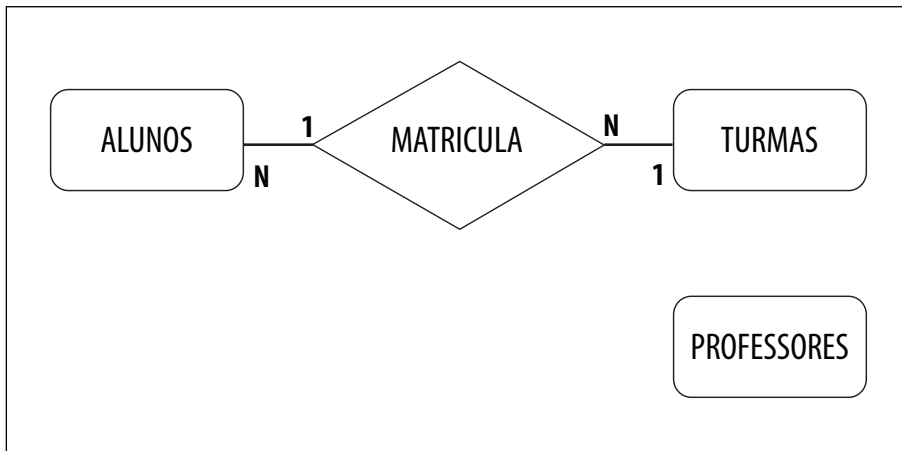 ALUNOS
1
N
MATRICULA
N
1
TURMAS
PROFESSORES